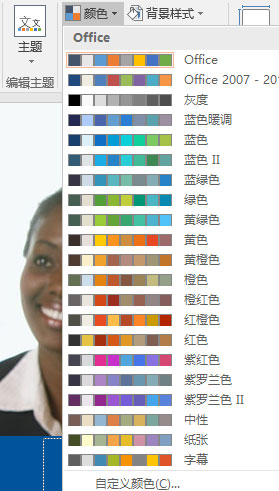 文文 颜色 背景样式
主题
编辑主题
Office
Office
Office 2007 - 20
灰度
蓝色暖调
蓝色
蓝色 II
蓝绿色
绿色
黄绿色
黄色
黄橙色
橙色
橙红色
红橙色
红色
紫红色
紫罗兰色
紫罗兰色 II
中性
纸张
字幕
自定义颜色(C)...